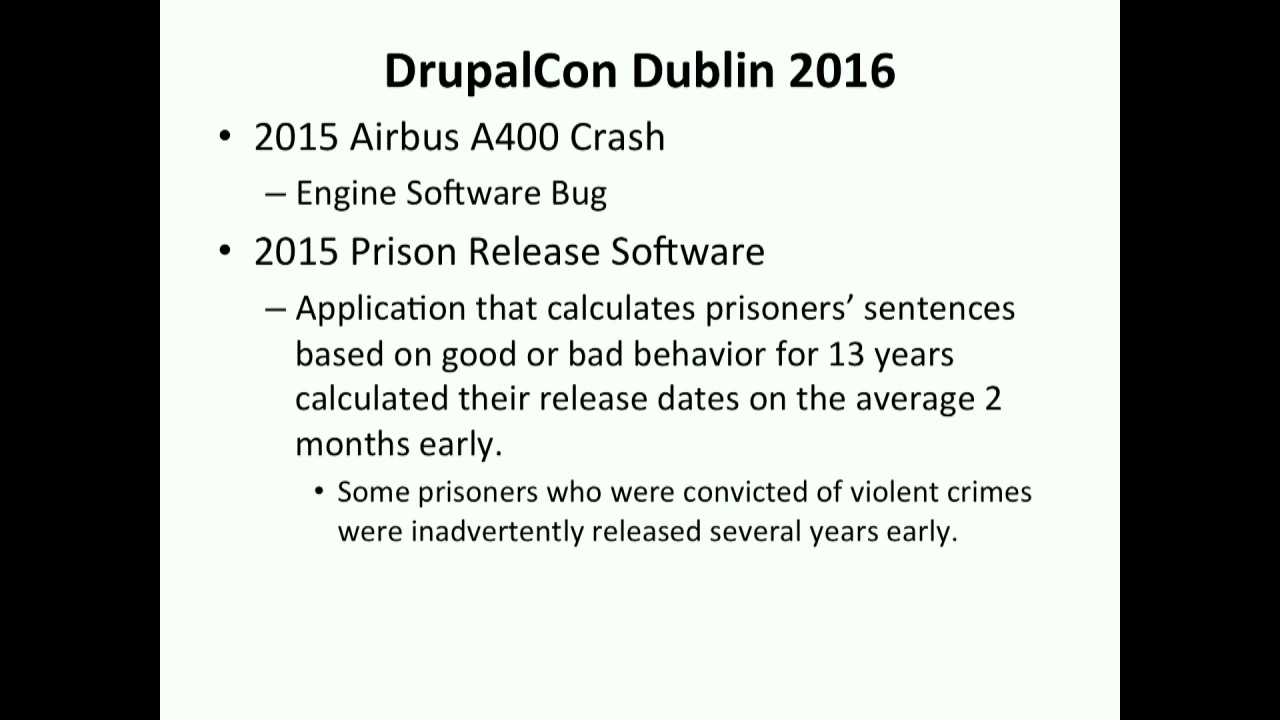 DrupalCon Dublin 2016
• 2015 Airbus A400 Crash
– Engine Software Bug
• 2015 Prison Release Software
– Application that calculates prisoners’ sentences
based on good or bad behavior for 13 years
calculated their release dates on the average 2
months early.
• Some prisoners who were convicted of violent crimes
were inadvertently released several years early.